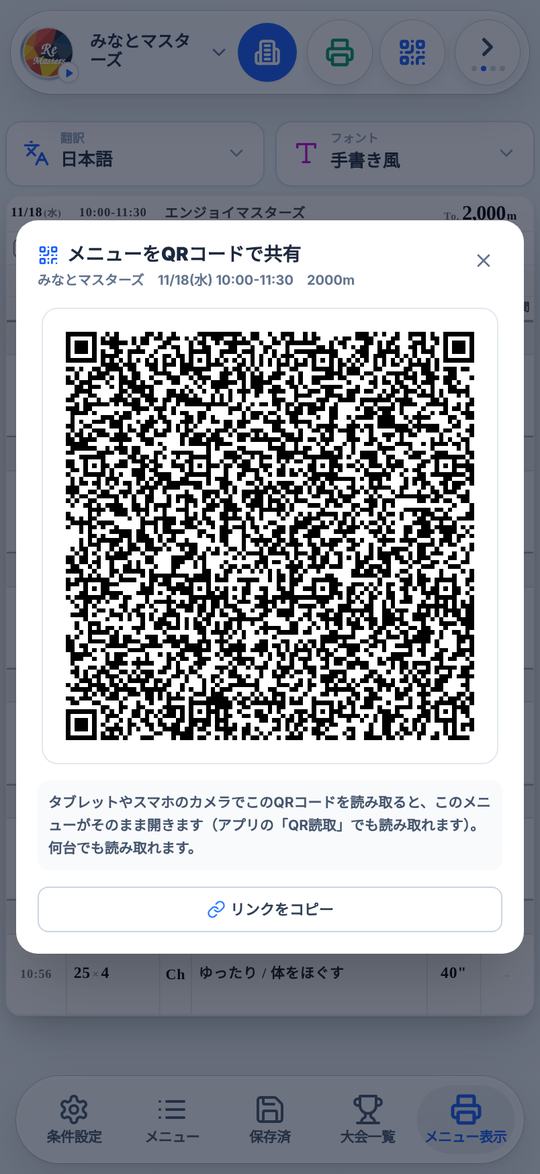 Re
Masters
みなとマスタ
ーズ
翻訳
日本語
フォント
手書き風
11/18(水) 10:00-11:30 エンジョイマスターズ To. 2,000m
メニューをQRコードで共有
みなとマスターズ 11/18(水) 10:00-11:30 2000m
タブレットやスマホのカメラでこのQRコードを読み取ると、このメニ
ューがそのまま開きます（アプリの「QR読取」でも読み取れます）。
何台でも読み取れます。
リンクをコピー
10:56 25×4 Ch ゆったり / 体をほぐす 40" -
条件設定 メニュー 保存済 大会一覧 メニュー表示